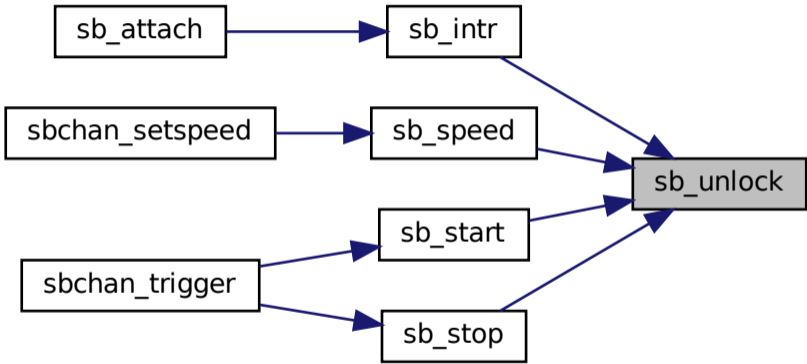 sb_attach
sb_intr
sbchan_setspeed
sb_speed
sb_unlock
sb_start
sbchan_trigger
sb_stop